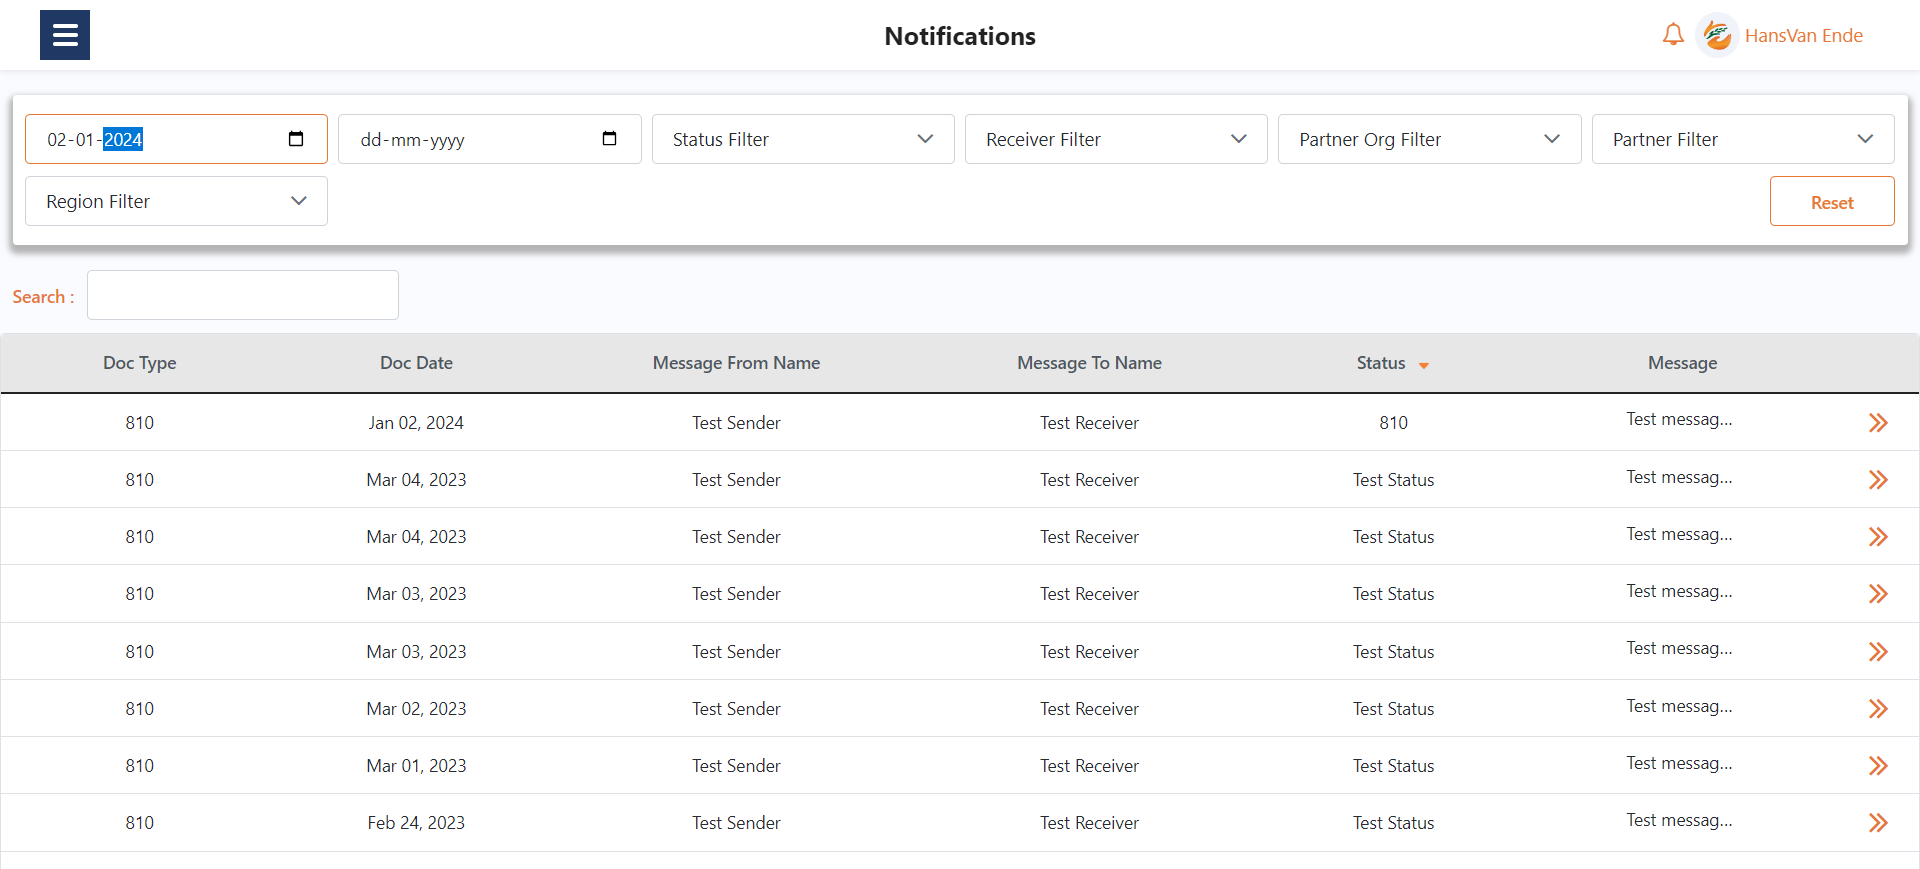 Notifications
HansVan Ende
02-01-2024 dd-mm-yyyy Status Filter Receiver Filter Partner Org Filter Partner Filter
Region Filter Reset
Search :
Doc Type Doc Date Message From Name Message To Name Status Message
810 Jan 02, 2024 Test Sender Test Receiver 810 Test messag...
810 Mar 04, 2023 Test Sender Test Receiver Test Status Test messag...
810 Mar 04, 2023 Test Sender Test Receiver Test Status Test messag...
810 Mar 03, 2023 Test Sender Test Receiver Test Status Test messag...
810 Mar 03, 2023 Test Sender Test Receiver Test Status Test messag...
810 Mar 02, 2023 Test Sender Test Receiver Test Status Test messag...
810 Mar 01, 2023 Test Sender Test Receiver Test Status Test messag...
810 Feb 24, 2023 Test Sender Test Receiver Test Status Test messag...